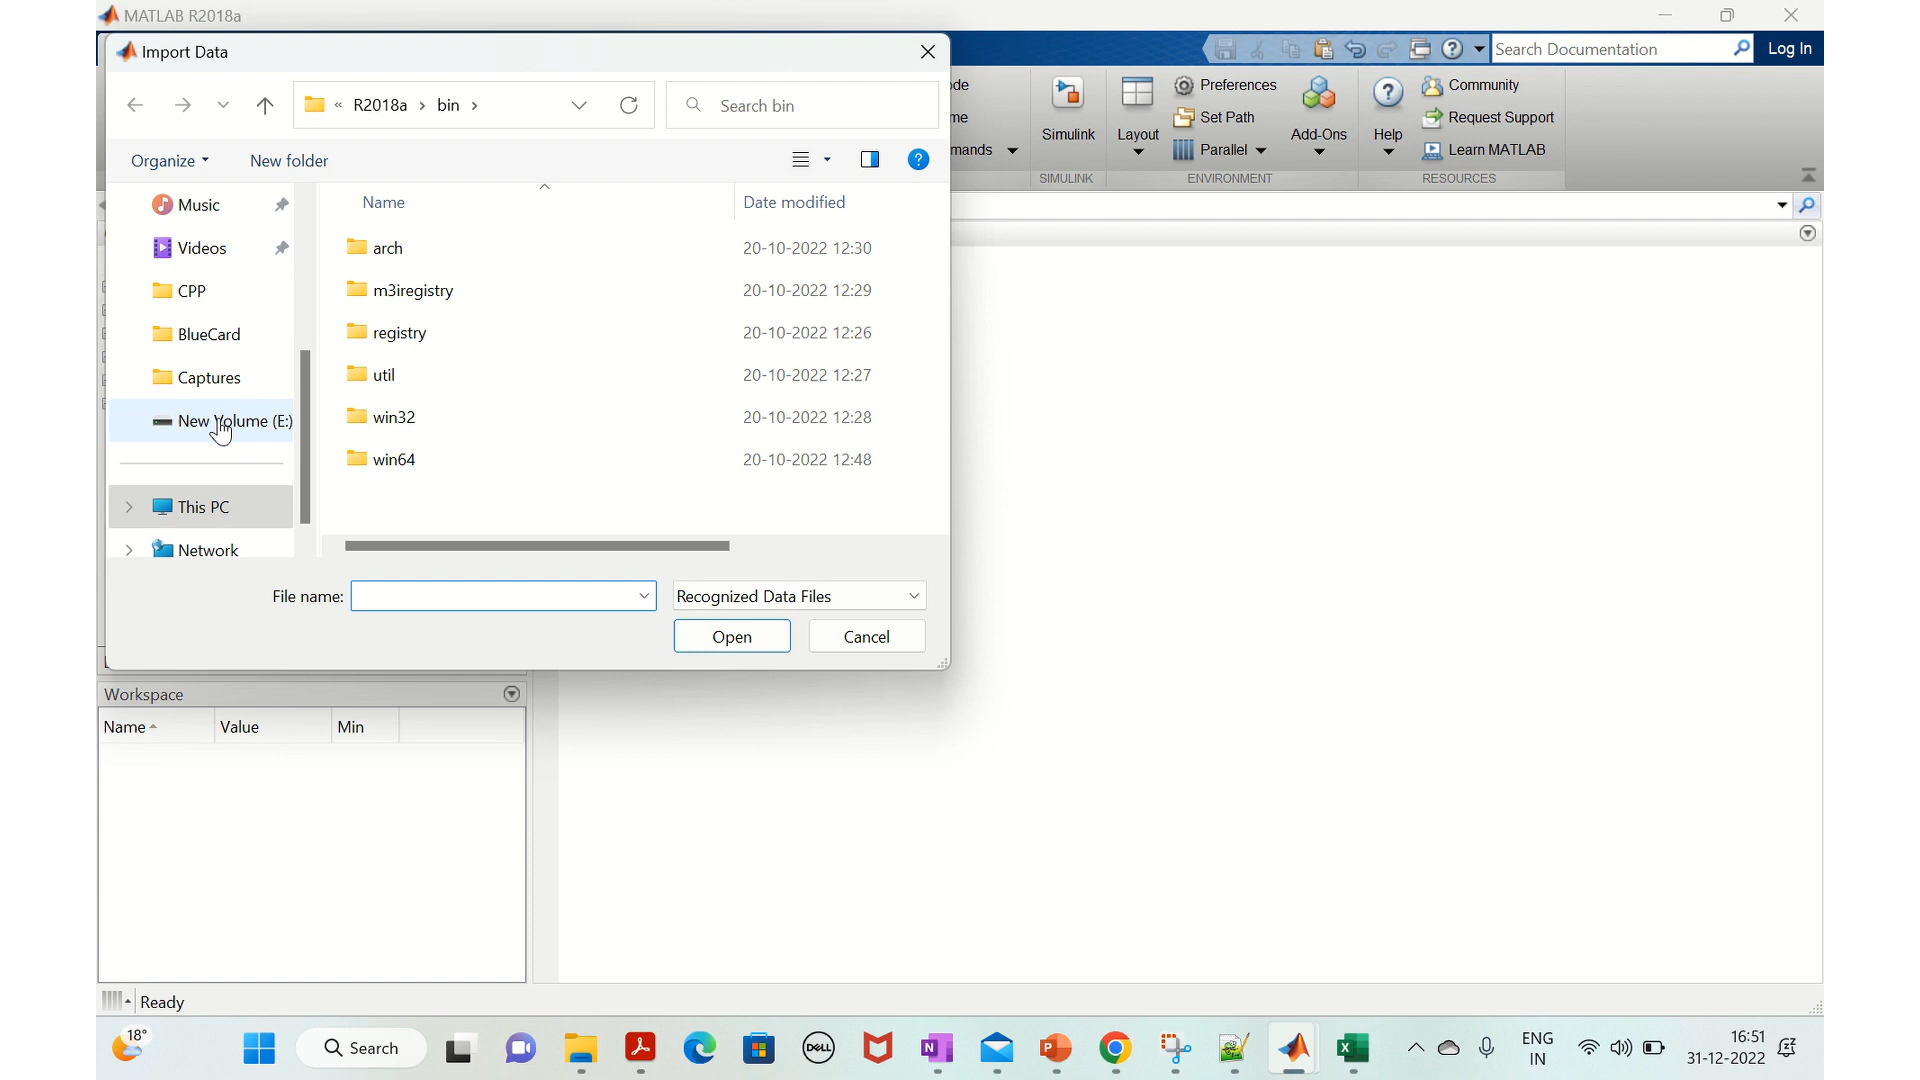 MATLAB R2018a
Import Data
Search Documentation
Log In
« R2018a › bin ›
Search bin
ode
me
mands
Simulink
SIMULINK
Layout
Preferences
Set Path
Parallel
Add-Ons
ENVIRONMENT
Help
Community
Request Support
Learn MATLAB
RESOURCES
Organize
New folder
Music
Videos
CPP
BlueCard
Captures
New Volume (E:)
This PC
Network
Name Date modified
arch 20-10-2022 12:30
m3iregistry 20-10-2022 12:29
registry 20-10-2022 12:26
util 20-10-2022 12:27
win32 20-10-2022 12:28
win64 20-10-2022 12:48
File name:
Recognized Data Files
Open Cancel
Workspace
Name Value Min
Ready
18°
Search
DELL
ENG
IN
16:51
31-12-2022